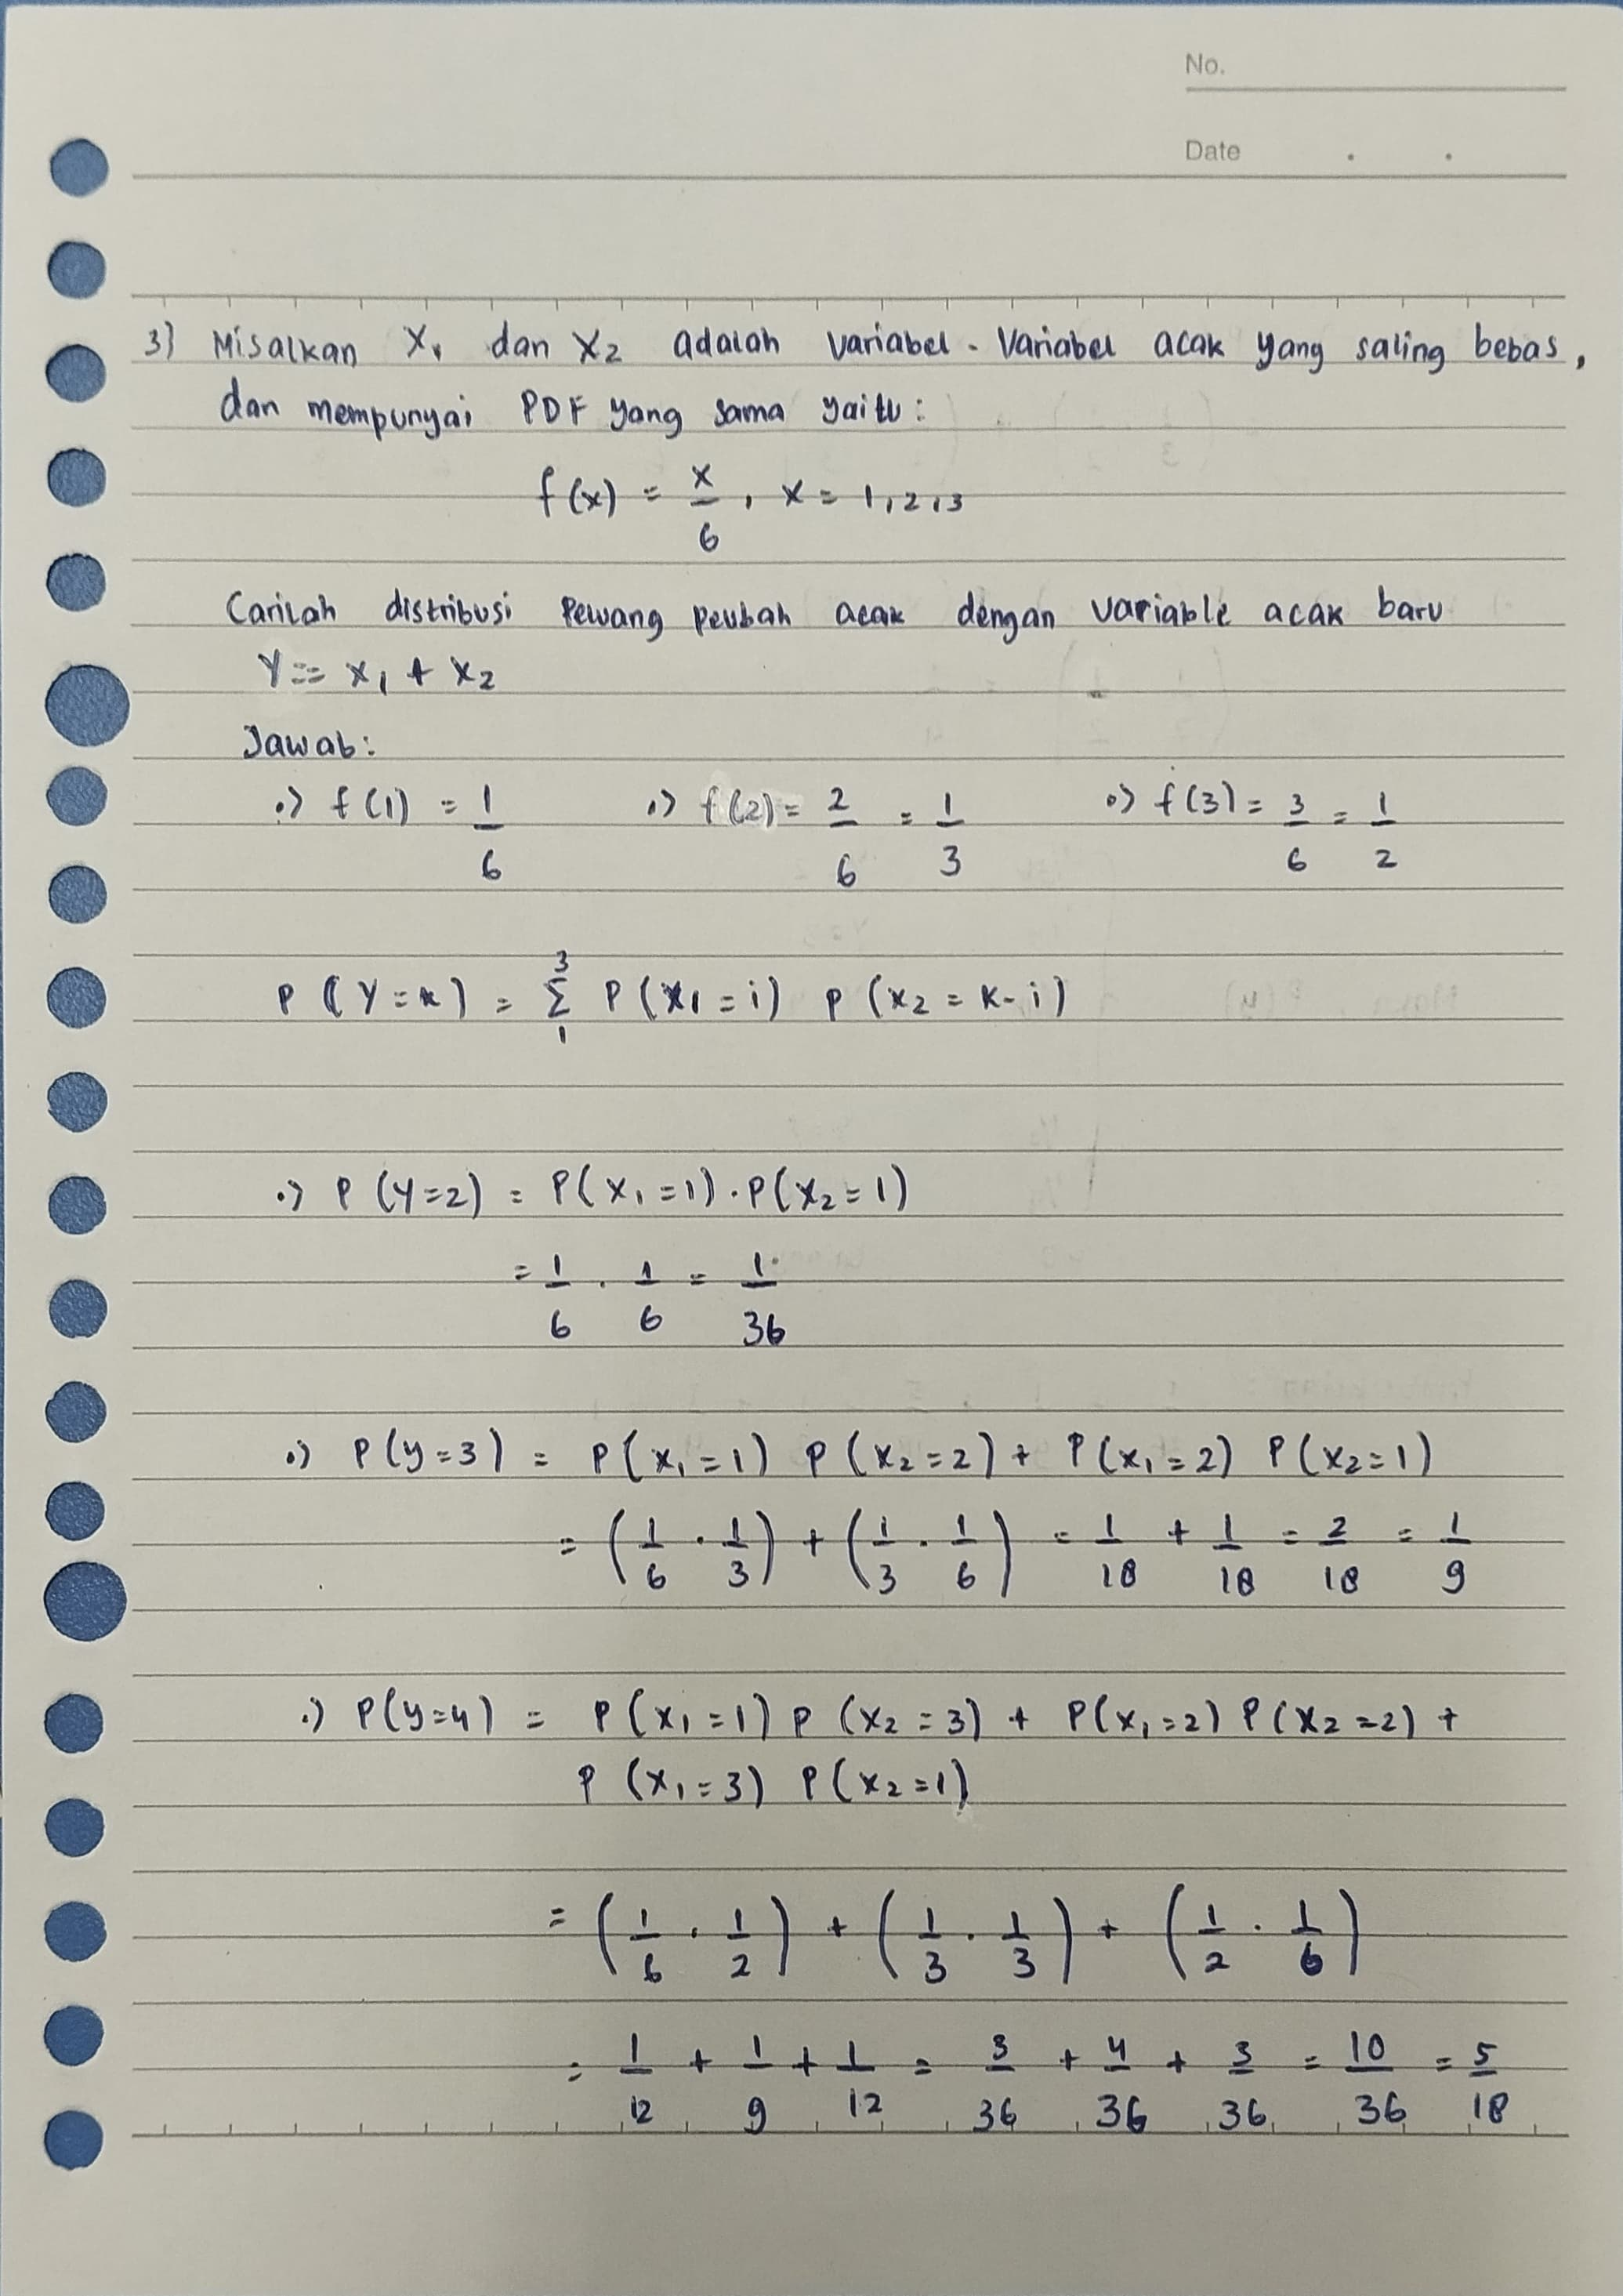 No.
Date
3) Misalkan X₁ dan X₂ adalah variabel - variabel acak yang saling bebas,
dan mempunyai PDF yang sama yaitu :
f(x) = x/6 , x = 1,2,3
Carilah distribusi Pewang peubah acak dengan variable acak baru
Y = x₁ + x₂
Jawab:
•) f(1) = 1/6 •) f(2) = 2/6 = 1/3 •) f(3) = 3/6 = 1/2
P(Y=k) = 3 Σ 1 P(X₁ = i) P(x₂ = k-i)
•) P(Y=2) = P(x₁=1) . P(x₂=1)
= 1/6 . 1/6 = 1/36
•) P(y=3) = P(x₁=1) P(x₂=2) + P(x₁=2) P(x₂=1)
= (1/6 . 1/3) + (1/3 . 1/6) = 1/18 + 1/18 = 2/18 = 1/9
•) P(y=4) = P(x₁=1) P(x₂=3) + P(x₁=2) P(x₂=2) +
P(x₁=3) P(x₂=1)
= (1/6 . 1/2) + (1/3 . 1/3) + (1/2 . 1/6)
= 1/12 + 1/9 + 1/12 = 3/36 + 4/36 + 3/36 = 10/36 = 5/18